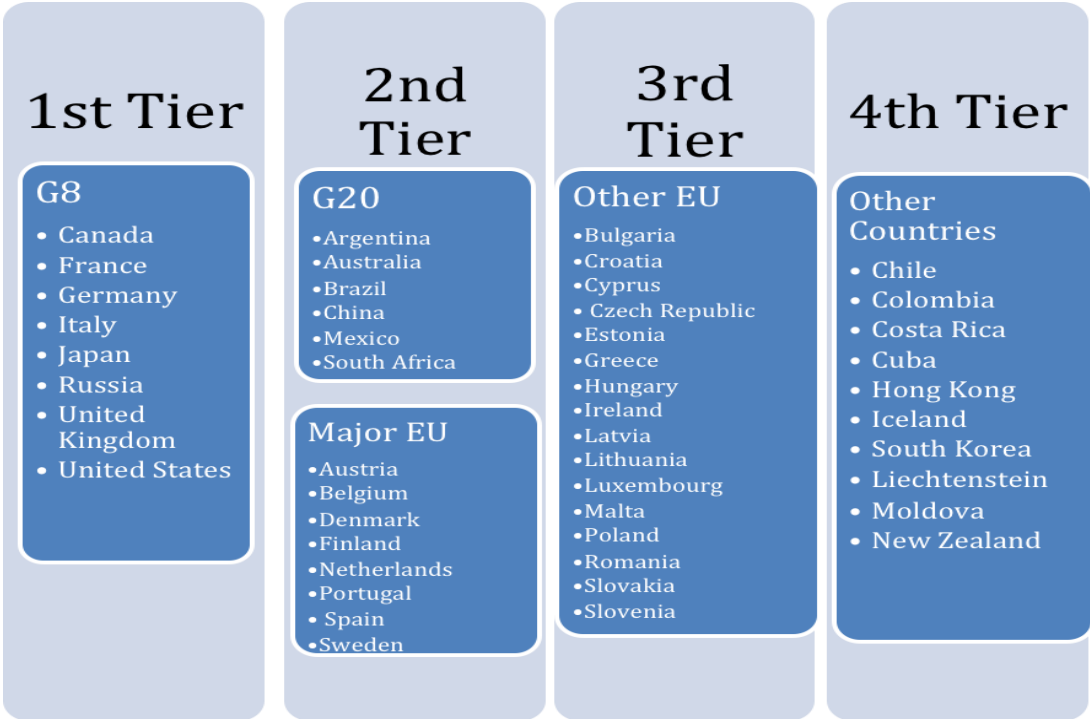 1st Tier
G8
• Canada
• France
• Germany
• Italy
• Japan
• Russia
• United
Kingdom
• United States
2nd
Tier
G20
•Argentina
•Australia
•Brazil
•China
•Mexico
•South Africa
Major EU
•Austria
•Belgium
•Denmark
•Finland
•Netherlands
•Portugal
• Spain
•Sweden
3rd
Tier
Other EU
•Bulgaria
•Croatia
•Cyprus
• Czech Republic
•Estonia
•Greece
•Hungary
•Ireland
•Latvia
•Lithuania
•Luxembourg
•Malta
•Poland
•Romania
•Slovakia
•Slovenia
4th Tier
Other
Countries
• Chile
• Colombia
• Costa Rica
• Cuba
• Hong Kong
• Iceland
• South Korea
• Liechtenstein
• Moldova
• New Zealand